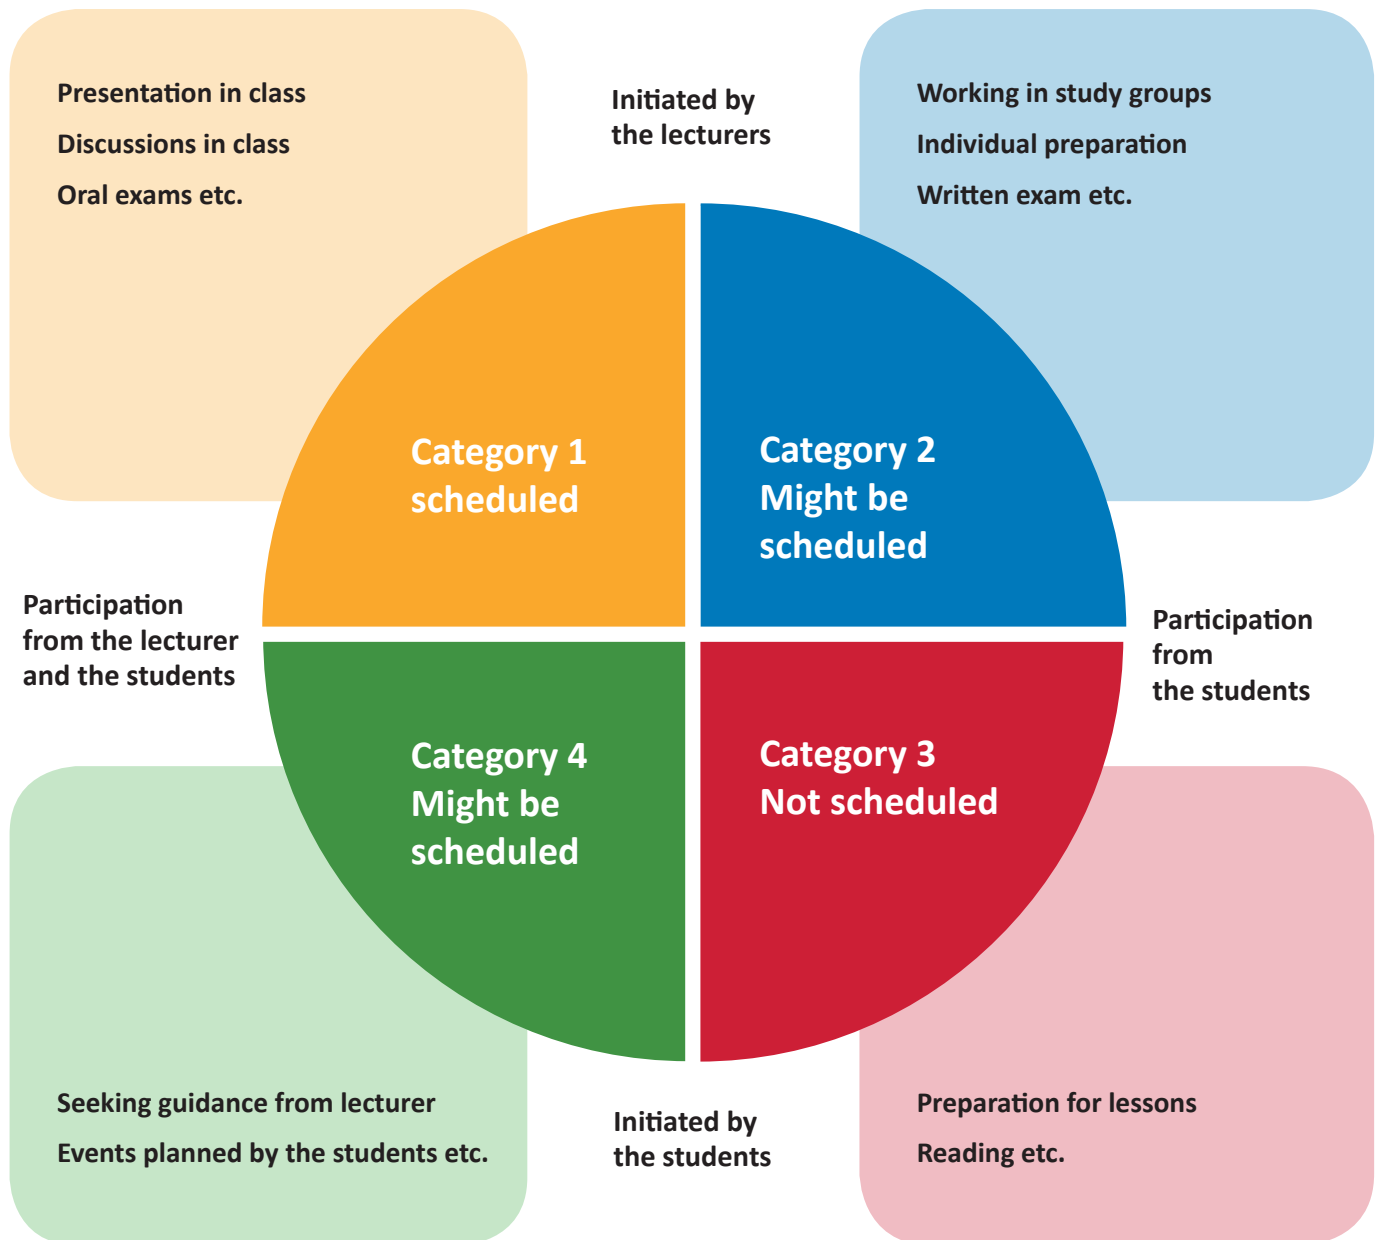 Presentation in class
Discussions in class
Oral exams etc.
Initiated by
the lecturers
Working in study groups
Individual preparation
Written exam etc.
Category 1
scheduled
Category 2
Might be
scheduled
Participation
from the lecturer
and the students
Participation
from
the students
Category 4
Might be
scheduled
Category 3
Not scheduled
Seeking guidance from lecturer
Events planned by the students etc.
Initiated by
the students
Preparation for lessons
Reading etc.